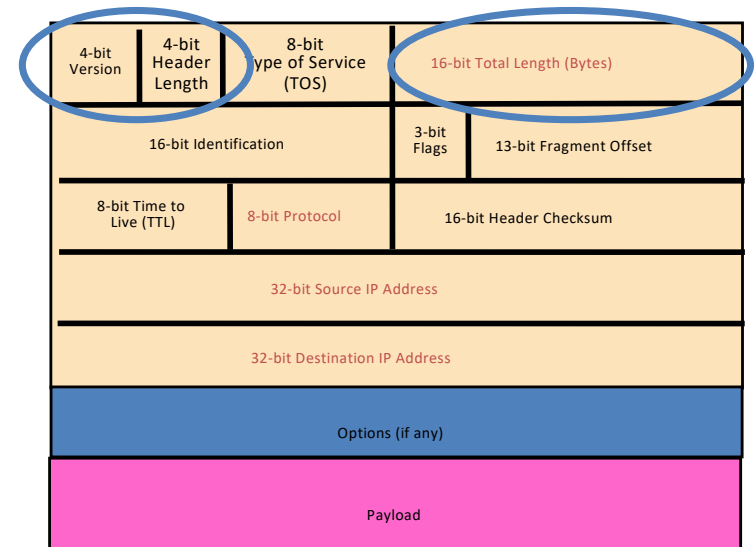 4-bit
Version
4-bit
Header
Length
8-bit
ype of Service
(TOS)
16-bit Total Length (Bytes)
16-bit Identification
3-bit
Flags
13-bit Fragment Offset
8-bit Time to
Live (TTL)
8-bit Protocol
16-bit Header Checksum
32-bit Source IP Address
32-bit Destination IP Address
Options (if any)
Payload